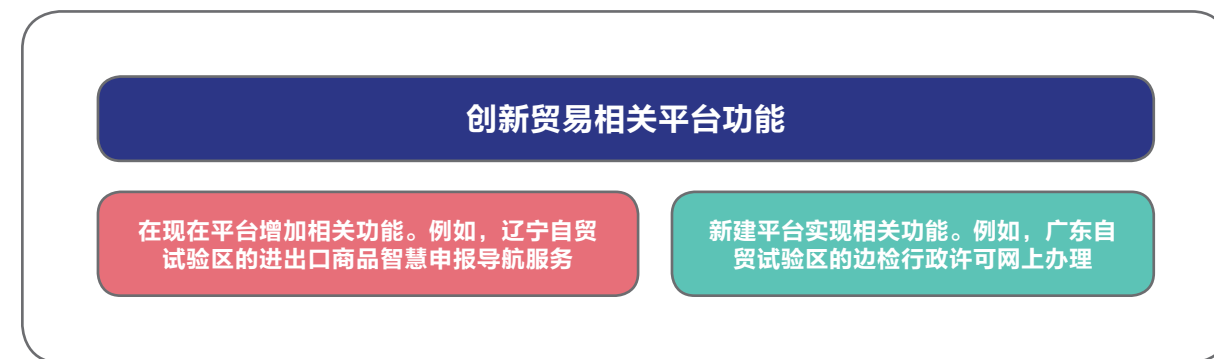 创新贸易相关平台功能
在现在平台增加相关功能。例如，辽宁自贸
试验区的进出口商品智慧申报导航服务
新建平台实现相关功能。例如，广东自
贸试验区的边检行政许可网上办理